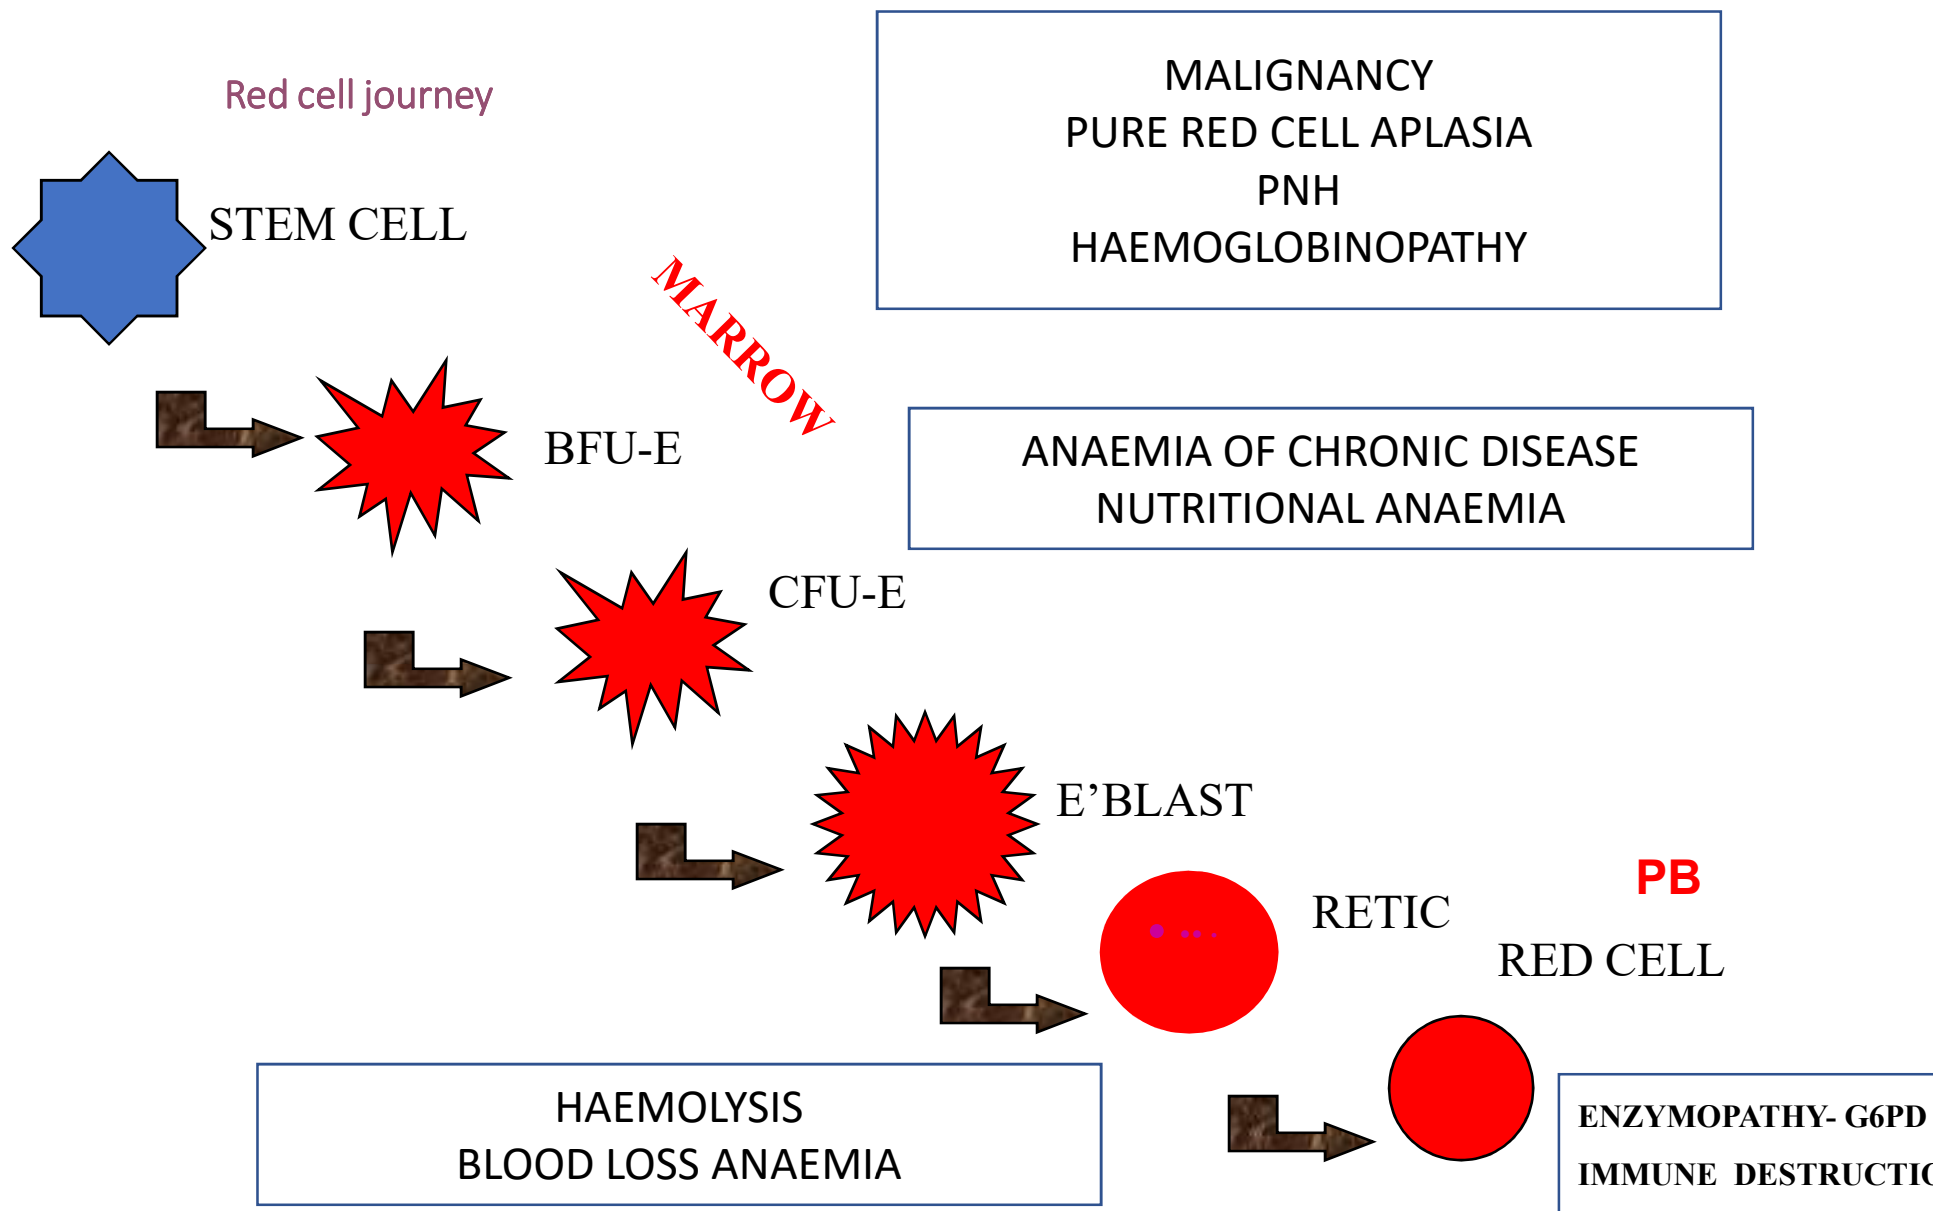 Red cell journey
MALIGNANCY
PURE RED CELL APLASIA
PNH
HAEMOGLOBINOPATHY
STEM CELL
MARROW
BFU-E
ANAEMIA OF CHRONIC DISEASE
NUTRITIONAL ANAEMIA
CFU-E
E’BLAST
PB
RETIC
RED CELL
HAEMOLYSIS
BLOOD LOSS ANAEMIA
ENZYMOPATHY- G6PD
IMMUNE DESTRUCTIO